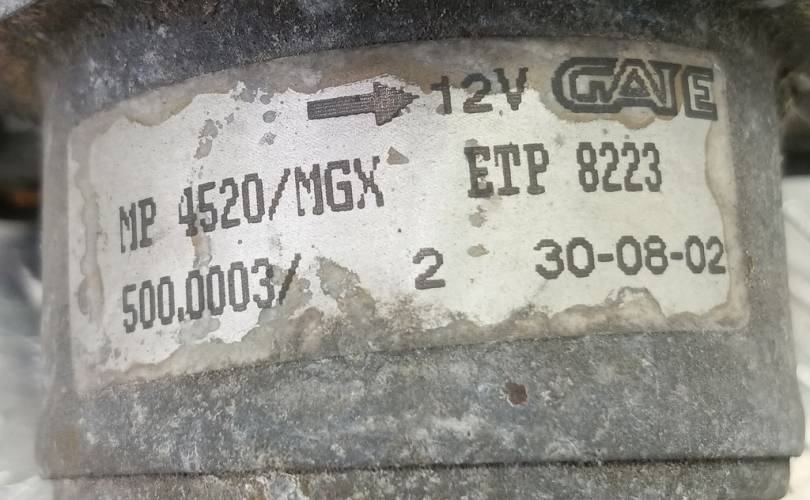 12V GATE
MP 4520/MGX ETP 8223
500.0003/ 2 30-08-02